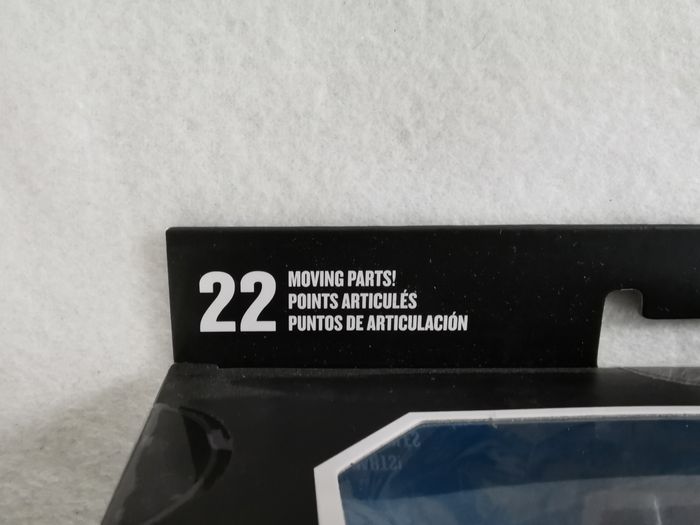 22
MOVING PARTS!
POINTS ARTICULÉS
PUNTOS DE ARTICULACIÓN